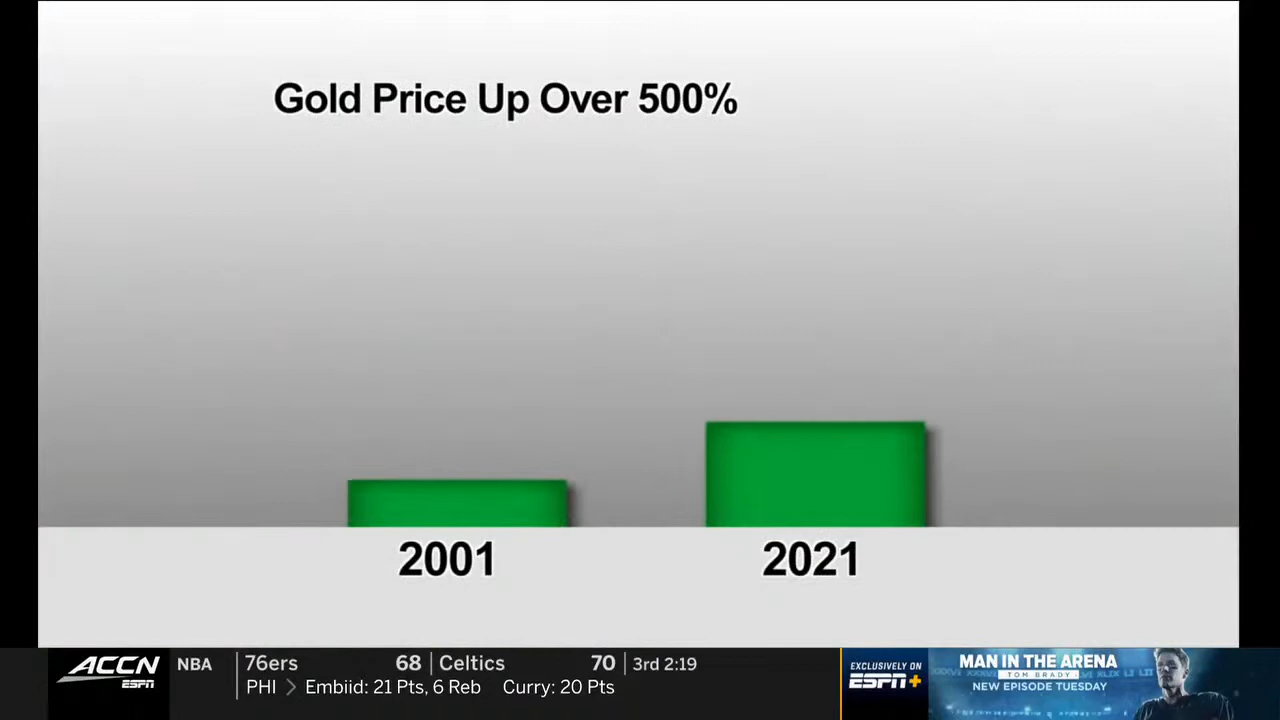 Gold Price Up Over 500%
2001
2021
ACCN
ESPN
NBA
76ers 68 Celtics 70 3rd 2:19
PHI > Embiid: 21 Pts, 6 Reb Curry: 20 Pts
EXCLUSIVELY ON
ESPN+
MAN IN THE ARENA
TOM BRADY
NEW EPISODE TUESDAY